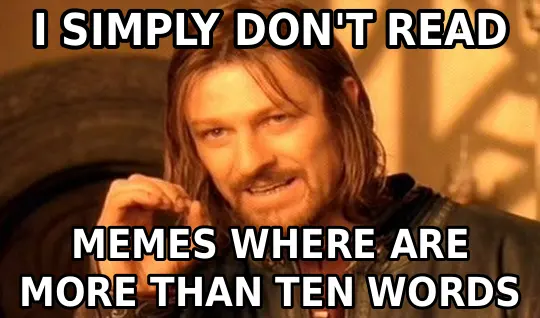 I SIMPLY DON'T READ
MEMES WHERE ARE
MORE THAN TEN WORDS